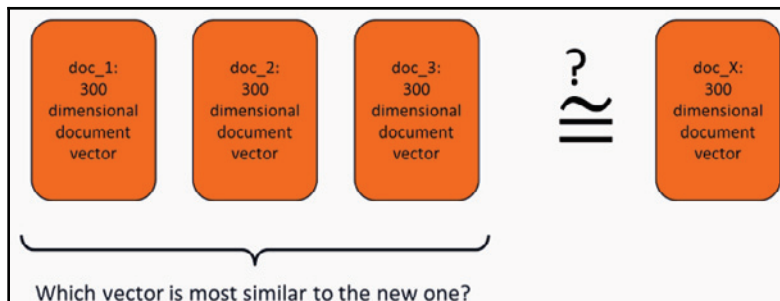 doc_1:
300
dimensional
document
vector
doc_2:
300
dimensional
document
vector
doc_3:
300
dimensional
document
vector
?
≅
doc_X:
300
dimensional
document
vector
Which vector is most similar to the new one?